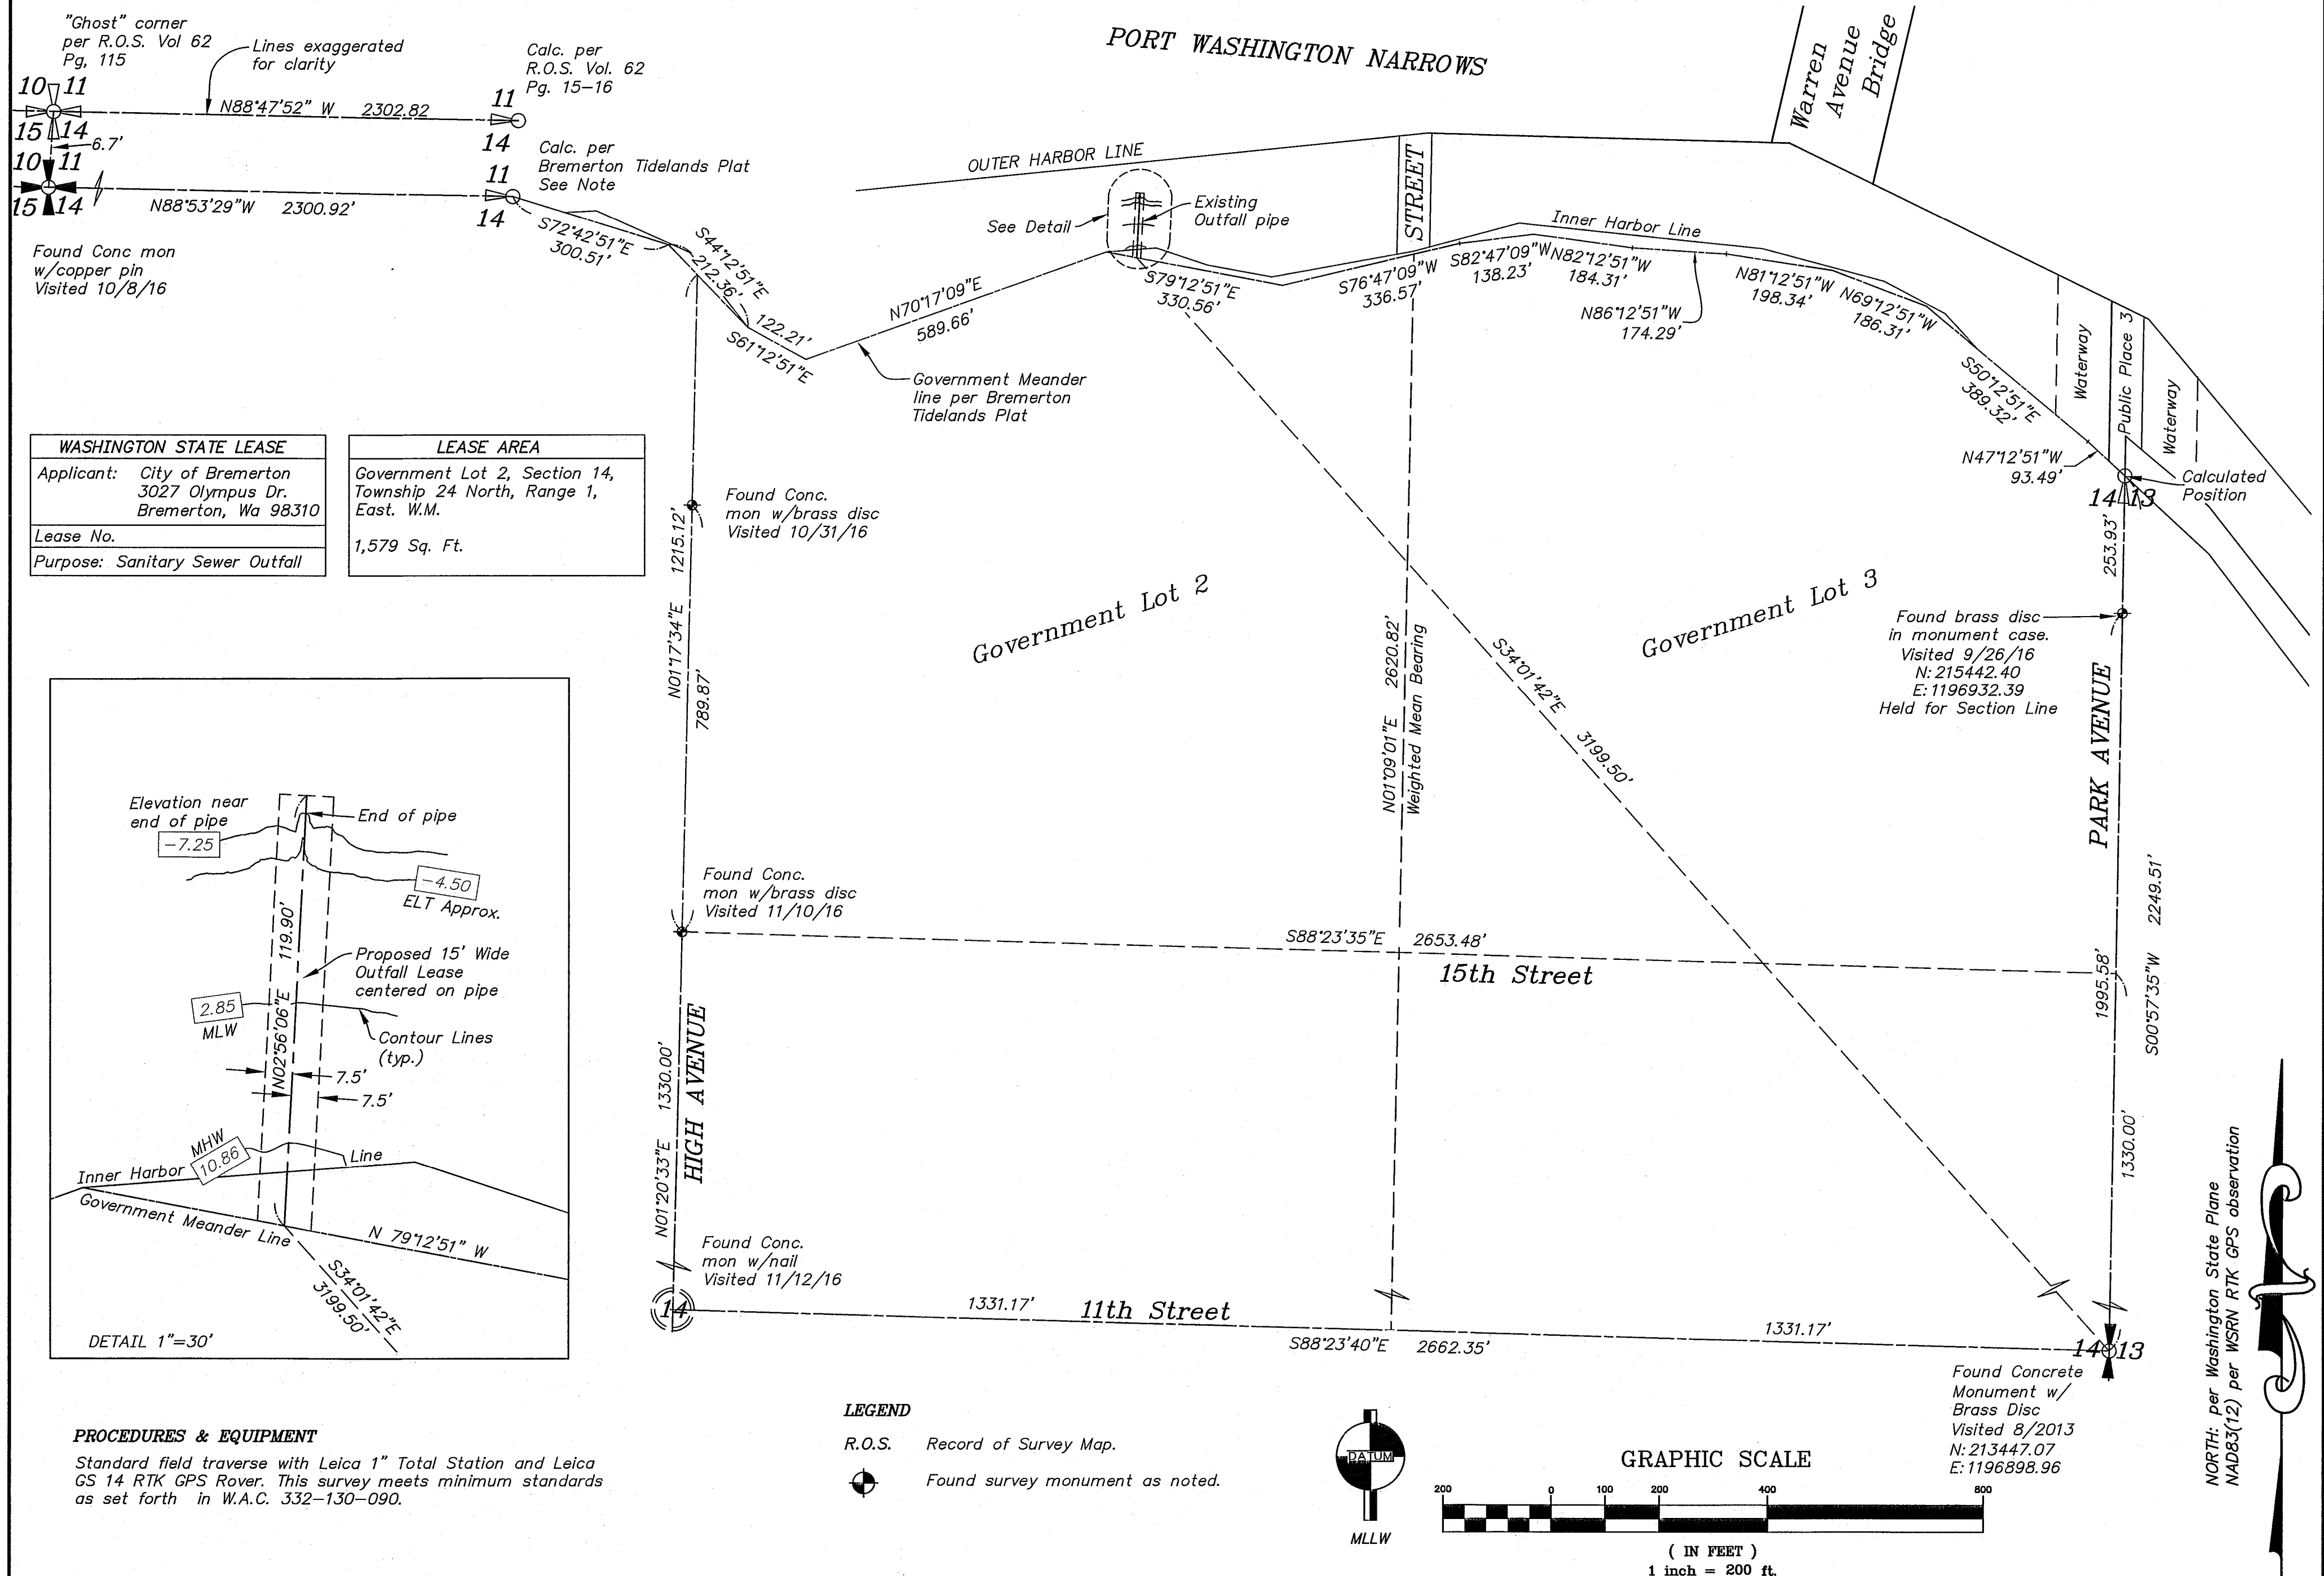 "Ghost" corner
per R.O.S. Vol 62
Pg, 115
Lines exaggerated
for clarity
Calc. per
R.O.S. Vol. 62
Pg. 15-16
10 11
15 14
N88°47'52" W 2302.82
11
14
6.7'
10 11
15 14
N88°53'29"W 2300.92'
Calc. per
Bremerton Tidelands Plat
See Note
11
14
Found Conc mon
w/copper pin
Visited 10/8/16
PORT WASHINGTON NARROWS
Warren
Avenue
Bridge
OUTER HARBOR LINE
STREET
See Detail
Existing
Outfall pipe
Inner Harbor Line
S72°42'51"E
300.51'
S44°12'51"E
212.36'
122.21'
S61°12'51"E
N70°17'09"E
589.66'
S79°12'51"E
330.56'
S76°47'09"W
336.57'
S82°47'09"W
138.23'
N82°12'51"W
184.31'
N86°12'51"W
174.29'
N81°12'51"W
198.34'
N69°12'51"W
186.31'
S50°12'51"E
389.32'
N47°12'51"W
93.49'
Waterway
Public Place 3
Waterway
Calculated
Position
14 13
Government Meander
line per Bremerton
Tidelands Plat
WASHINGTON STATE LEASE
Applicant: City of Bremerton
3027 Olympus Dr.
Bremerton, Wa 98310
Lease No.
Purpose: Sanitary Sewer Outfall
LEASE AREA
Government Lot 2, Section 14,
Township 24 North, Range 1,
East. W.M.
1,579 Sq. Ft.
Found Conc.
mon w/brass disc
Visited 10/31/16
N01°17'34"E 1215.12'
789.87'
Government Lot 2
Government Lot 3
N01°09'01"E 2620.82'
Weighted Mean Bearing
S34°01'42"E
3199.50'
253.93'
Found brass disc
in monument case.
Visited 9/26/16
N: 215442.40
E: 1196932.39
Held for Section Line
PARK AVENUE
Found Conc.
mon w/brass disc
Visited 11/10/16
S88°23'35"E 2653.48'
15th Street
1995.58'
S00°57'35"W 2249.51'
1330.00'
N01°20'33"E 1330.00'
HIGH AVENUE
Found Conc.
mon w/nail
Visited 11/12/16
14
1331.17'
11th Street
S88°23'40"E 2662.35'
1331.17'
14 13
Found Concrete
Monument w/
Brass Disc
Visited 8/2013
N: 213447.07
E: 1196898.96
Elevation near
end of pipe
-7.25
End of pipe
-4.50
ELT Approx.
119.90'
N02°56'06"E
Proposed 15' Wide
Outfall Lease
centered on pipe
2.85
MLW
Contour Lines
(typ.)
7.5'
7.5'
MHW
10.86
Inner Harbor Line
Government Meander Line
N 79°12'51" W
S34°01'42"E
3199.50'
DETAIL 1"=30'
PROCEDURES & EQUIPMENT
Standard field traverse with Leica 1" Total Station and Leica
GS 14 RTK GPS Rover. This survey meets minimum standards
as set forth in W.A.C. 332-130-090.
LEGEND
R.O.S. Record of Survey Map.
Found survey monument as noted.
DATUM
MLLW
GRAPHIC SCALE
200 0 100 200 400 800
( IN FEET )
1 inch = 200 ft.
NORTH: per Washington State Plane
NAD83(12) per WSRN RTK GPS observation